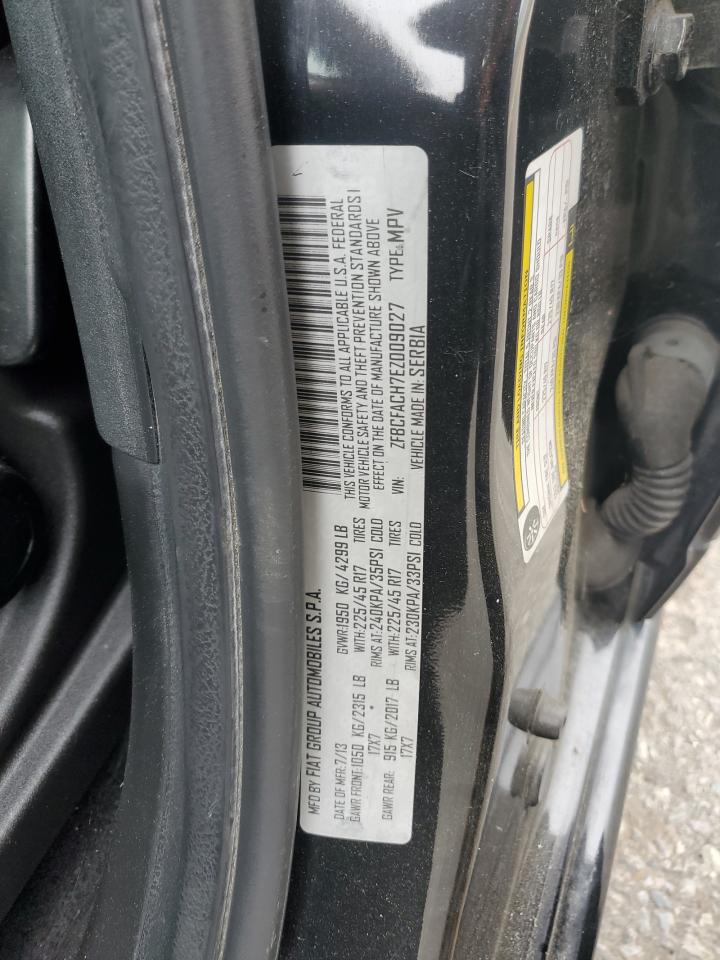 MFD BY FIAT GROUP AUTOMOBILES S.P.A.
DATE OF MFR: 7/13 GVWR: 1950 KG/ 4299 LB
GAWR FRONT: 1050 KG/2315 LB WITH: 225/45 R17 TIRES
17X7 RIMS AT: 240KPA/35PSI COLD
GAWR REAR: 915 KG/2017 LB WITH: 225/45 R17 TIRES
17X7 RIMS AT: 230KPA/33PSI COLD
THIS VEHICLE CONFORMS TO ALL APPLICABLE U.S.A. FEDERAL
MOTOR VEHICLE SAFETY AND THEFT PREVENTION STANDARDS I
EFFECT ON THE DATE OF MANUFACTURE SHOWN ABOVE
VIN: ZFBCFACH7EZ009027 TYPE: MPV
VEHICLE MADE IN: SERBIA